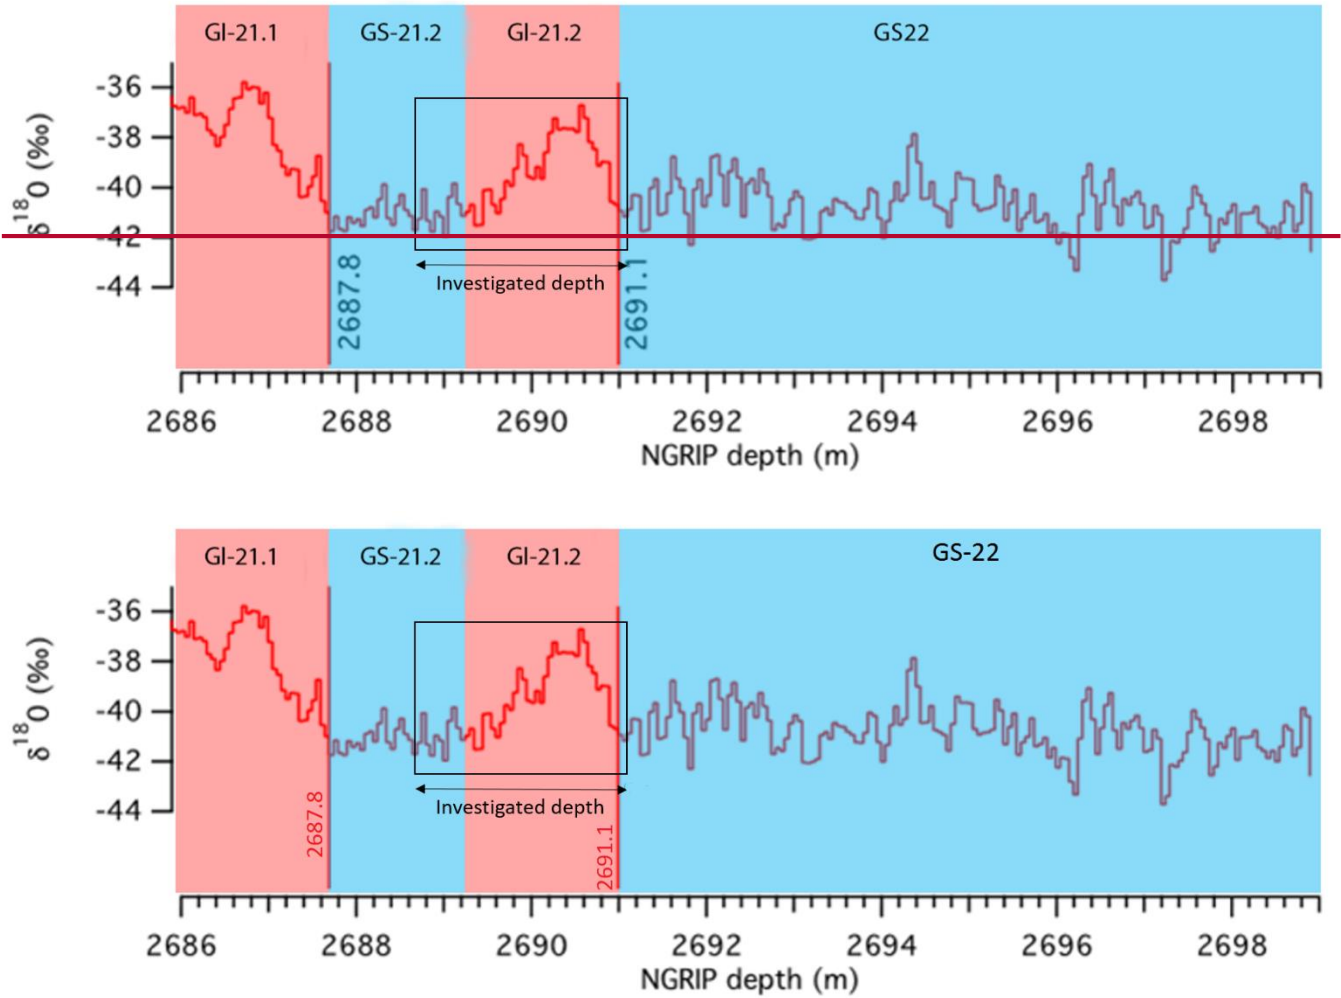 GI-21.1 GS-21.2 GI-21.2 GS22
-36
-38
-40
-42
-44
δ18O (‰)
2687.8
2691.1
Investigated depth
2686 2688 2690 2692 2694 2696 2698
NGRIP depth (m)
GI-21.1 GS-21.2 GI-21.2 GS-22
-36
-38
-40
-42
-44
δ18O (‰)
2687.8
2691.1
Investigated depth
2686 2688 2690 2692 2694 2696 2698
NGRIP depth (m)